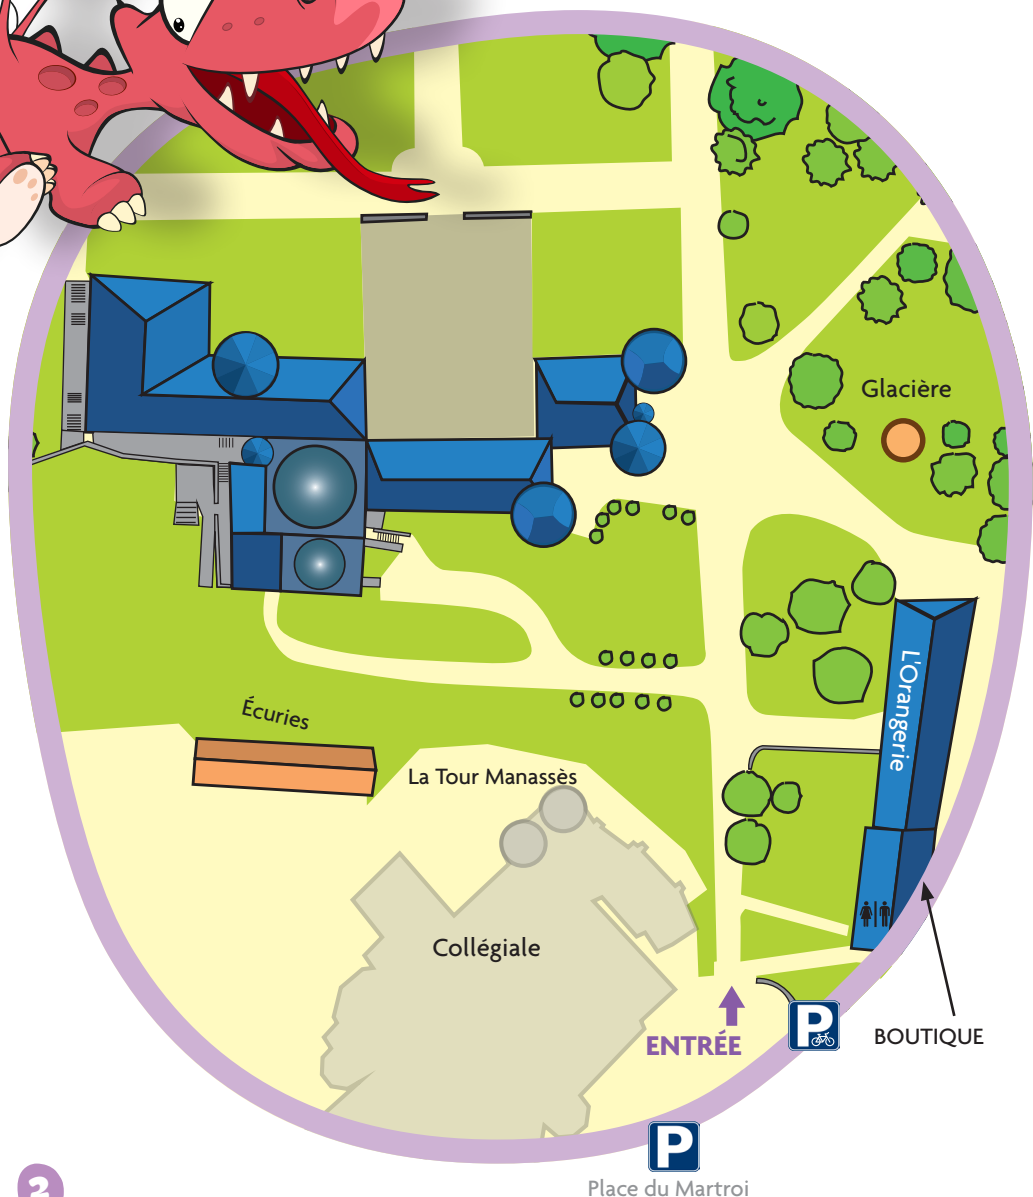 Glacière
L'Orangerie
Écuries
La Tour Manassès
Collégiale
ENTRÉE
P
BOUTIQUE
P
Place du Martroi
3